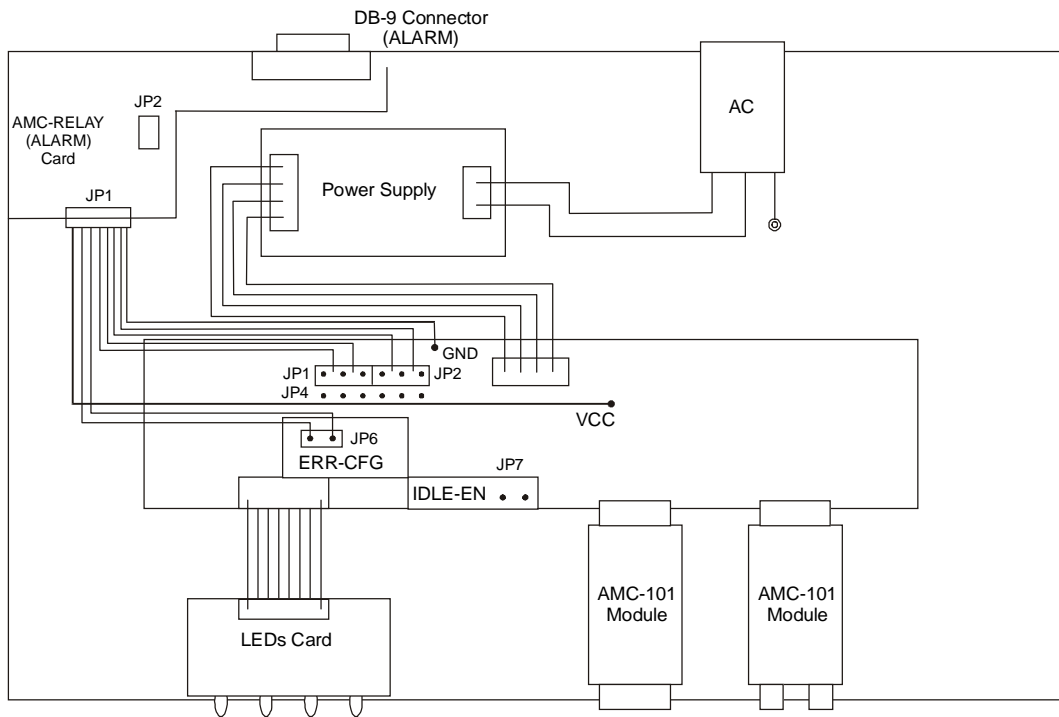 DB-9 Connector
(ALARM)
AC
JP2
AMC-RELAY
(ALARM)
Card
JP1
Power Supply
GND
JP1
JP2
JP4
VCC
JP6
ERR-CFG
JP7
IDLE-EN
AMC-101
Module
AMC-101
Module
LEDs Card